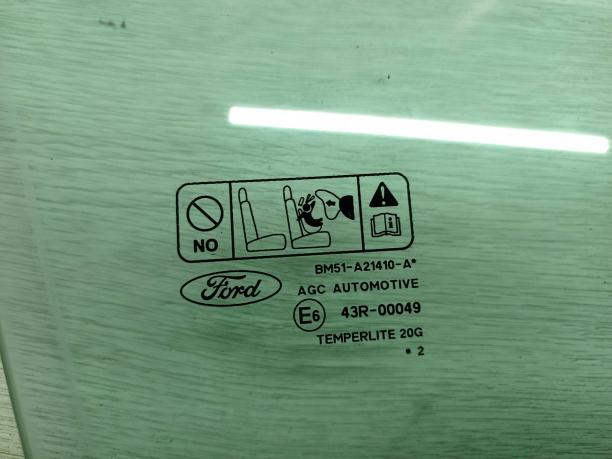 NO
Ford
BM51-A21410-A*
AGC AUTOMOTIVE
E6 43R-00049
TEMPERLITE 20G
• 2